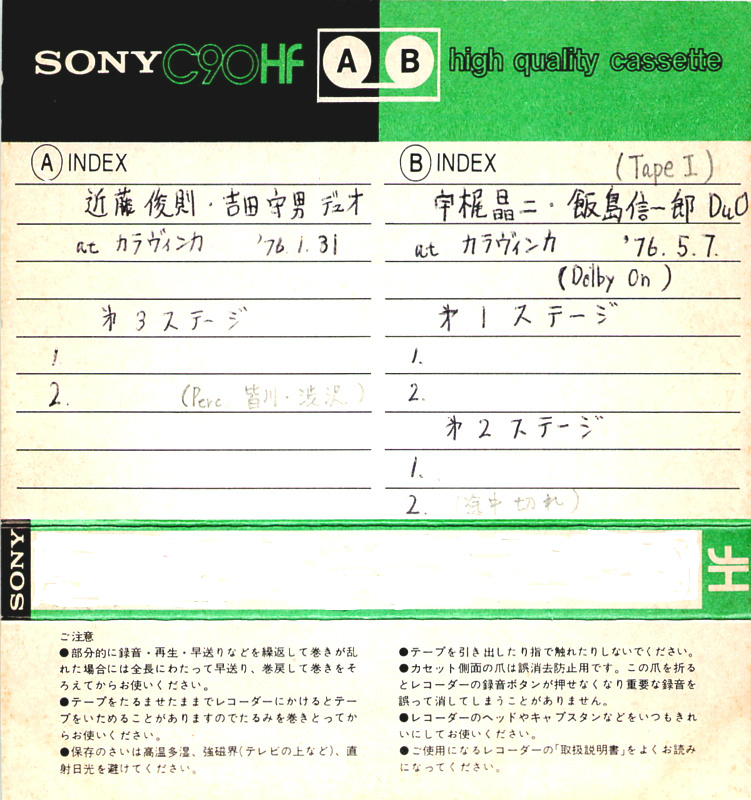 SONY C90HF A B high quality cassette
A INDEX
近藤俊則・吉田守男 デュオ
at カラヴィンカ '76.1.31
第3ステージ
1
2. (Perc. 皆川・渋沢)
B INDEX (Tape I)
宇梶晶二・飯島信一郎 DuO
at カラヴィンカ '76.5.7.
(Dolby On)
第1ステージ
1.
2.
第2ステージ
1.
2. (途中切れ)
SONY
HF
ご注意
●部分的に録音・再生・早送りなどを繰返して巻きが乱
れた場合には全長にわたって早送り、巻戻して巻きをそ
ろえてからお使いください。
●テープをたるませたままでレコーダーにかけるとテー
プをいためることがありますのでたるみを巻きとってか
らお使いください。
●保存のさいは高温多湿、強磁界(テレビの上など)、直
射日光を避けてください。
●テープを引き出したり指で触れたりしないでください。
●カセット側面の爪は誤消去防止用です。この爪を折る
とレコーダーの録音ボタンが押せなくなり重要な録音を
誤って消してしまうことがありません。
●レコーダーのヘッドやキャプスタンなどをいつもきれ
いにしてお使いください。
●ご使用になるレコーダーの「取扱説明書」をよくお読み
になってください。